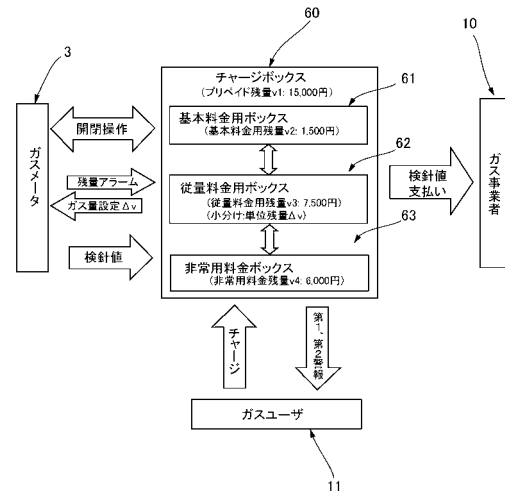 60
10
3
チャージボックス
(プリペイド残量v1: 15,000円)
61
基本料金用ボックス
(基本料金用残量v2: 1,500円)
開閉操作
62
ガスメータ
残量アラーム
従量料金用ボックス
(従量料金用残量v3: 7,500円)
(小分け:単位残量Δv)
検針値
支払い
ガス事業者
ガス量設定Δv
63
検針値
非常用料金ボックス
(非常用料金残量v4: 6,000円)
チャージ
第1、第2警報
ガスユーザ
11